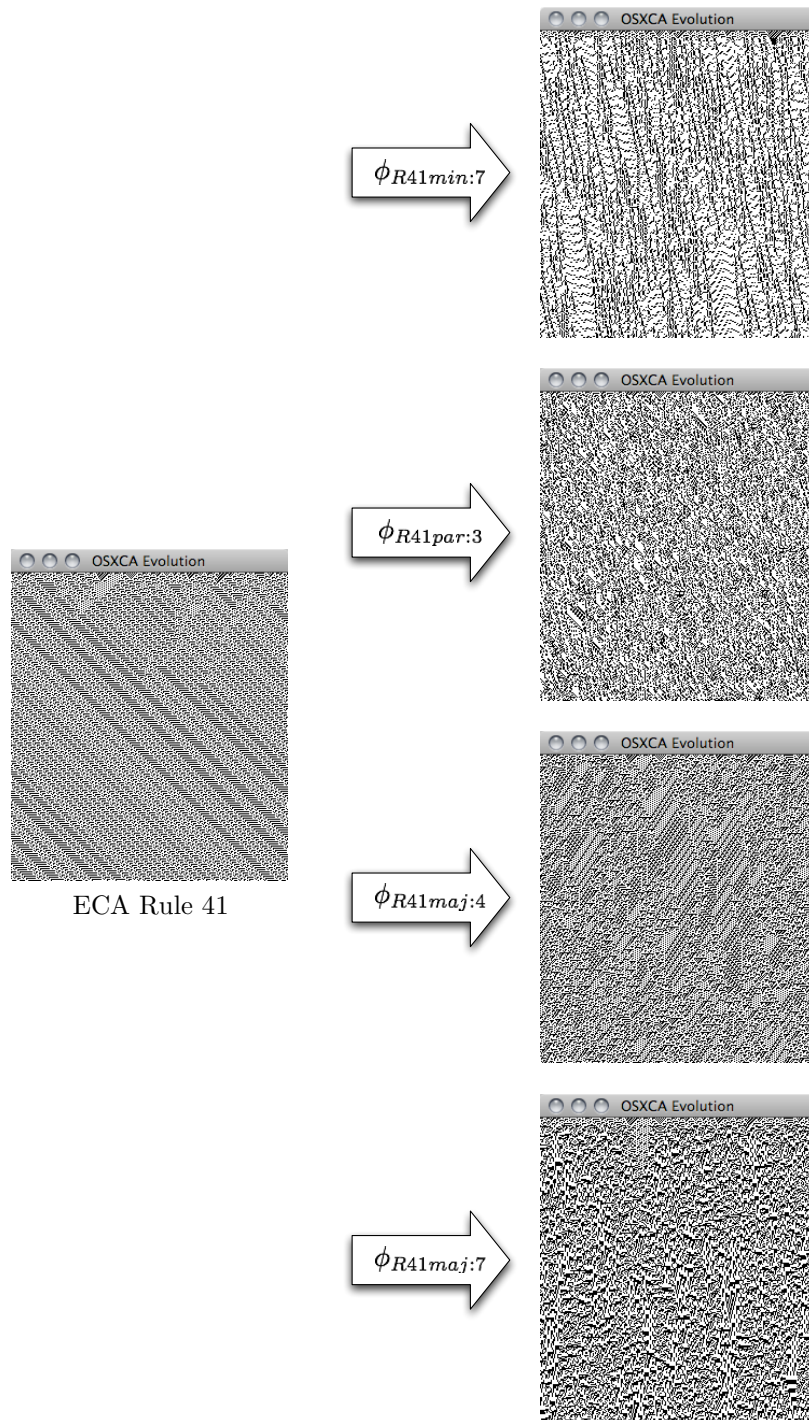 OSXCA Evolution
ϕR41min:7
OSXCA Evolution
ϕR41par:3
OSXCA Evolution
ECA Rule 41
OSXCA Evolution
ϕR41maj:4
OSXCA Evolution
ϕR41maj:7